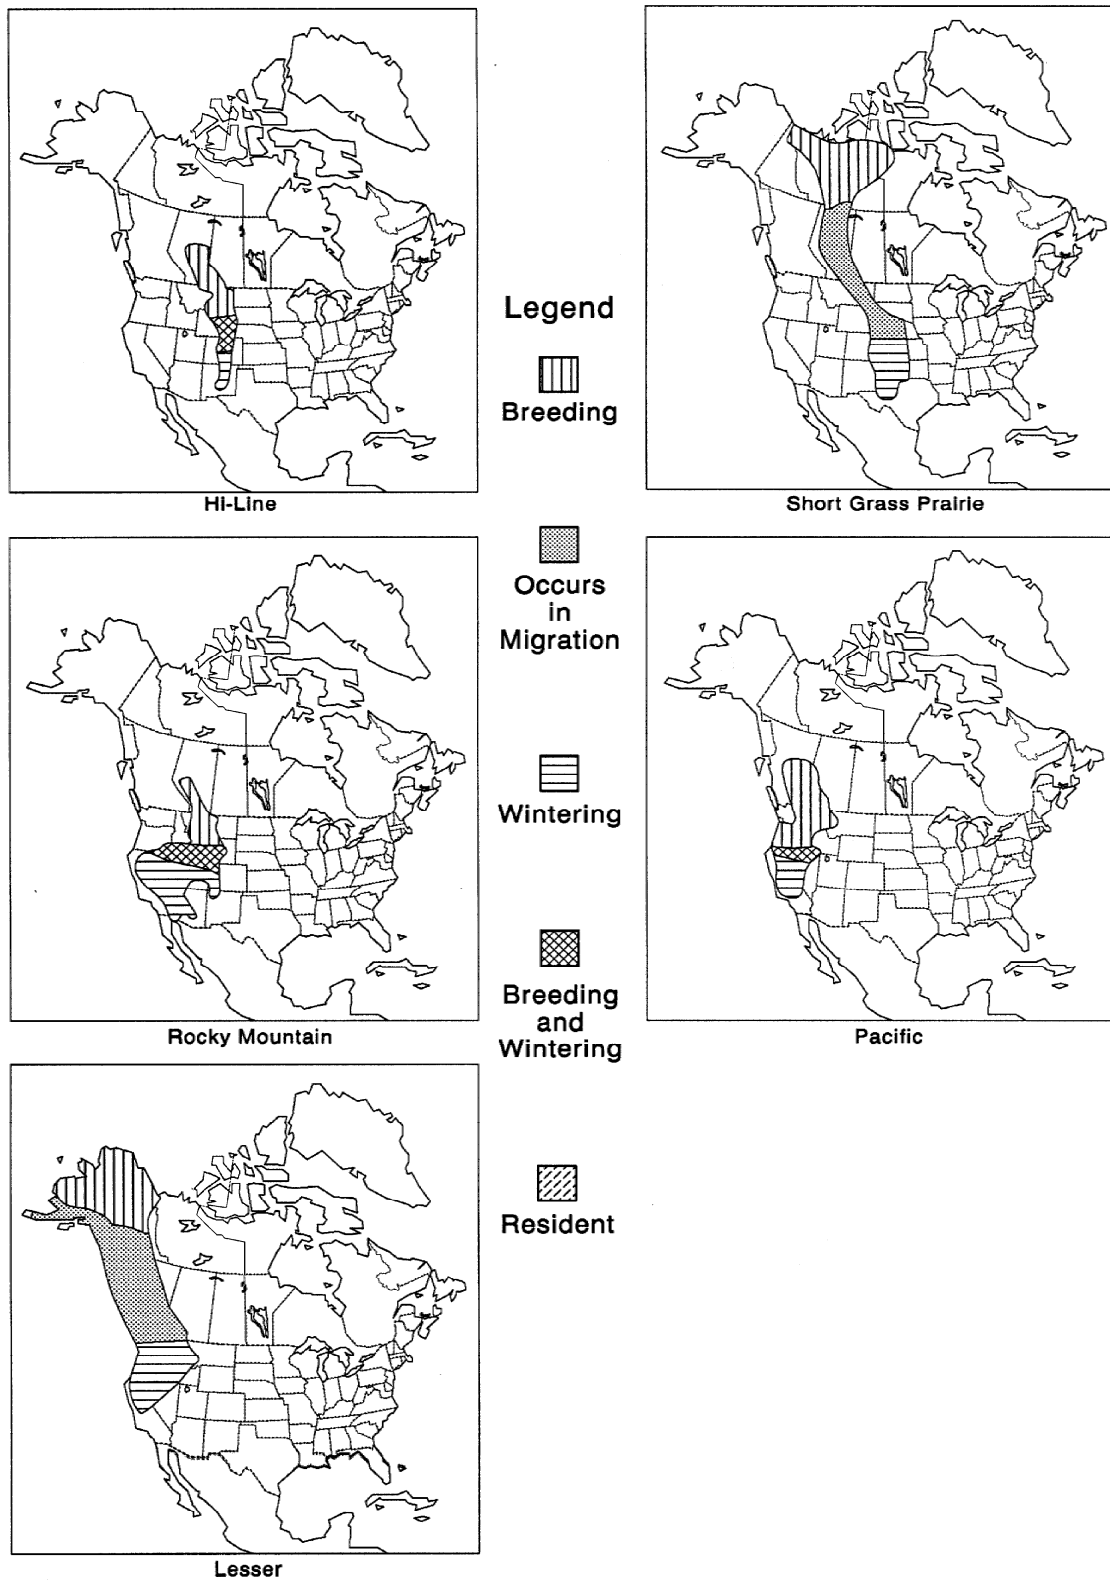 Hi-Line
Short Grass Prairie
Legend
Breeding
Occurs
in
Migration
Wintering
Breeding
and
Wintering
Resident
Rocky Mountain
Pacific
Lesser